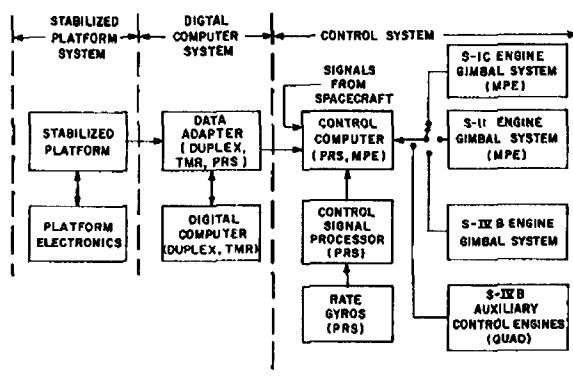 STABILIZED
PLATFORM
SYSTEM
DIGTAL
COMPUTER
SYSTEM
CONTROL SYSTEM
SIGNALS
FROM
SPACECRAFT
S-IC ENGINE
GIMBAL SYSTEM
(MPE)
STABILIZED
PLATFORM
DATA
ADAPTER
(DUPLEX,
TMR, PRS)
CONTROL
COMPUTER
(PRS, MPE)
S-II ENGINE
GIMBAL SYSTEM
(MPE)
PLATFORM
ELECTRONICS
DIGITAL
COMPUTER
(DUPLEX, TMR)
CONTROL
SIGNAL
PROCESSOR
(PRS)
S-IVB ENGINE
GIMBAL SYSTEM
RATE
GYROS
(PRS)
S-IVB
AUXILIARY
CONTROL ENGINES
(QUAD)